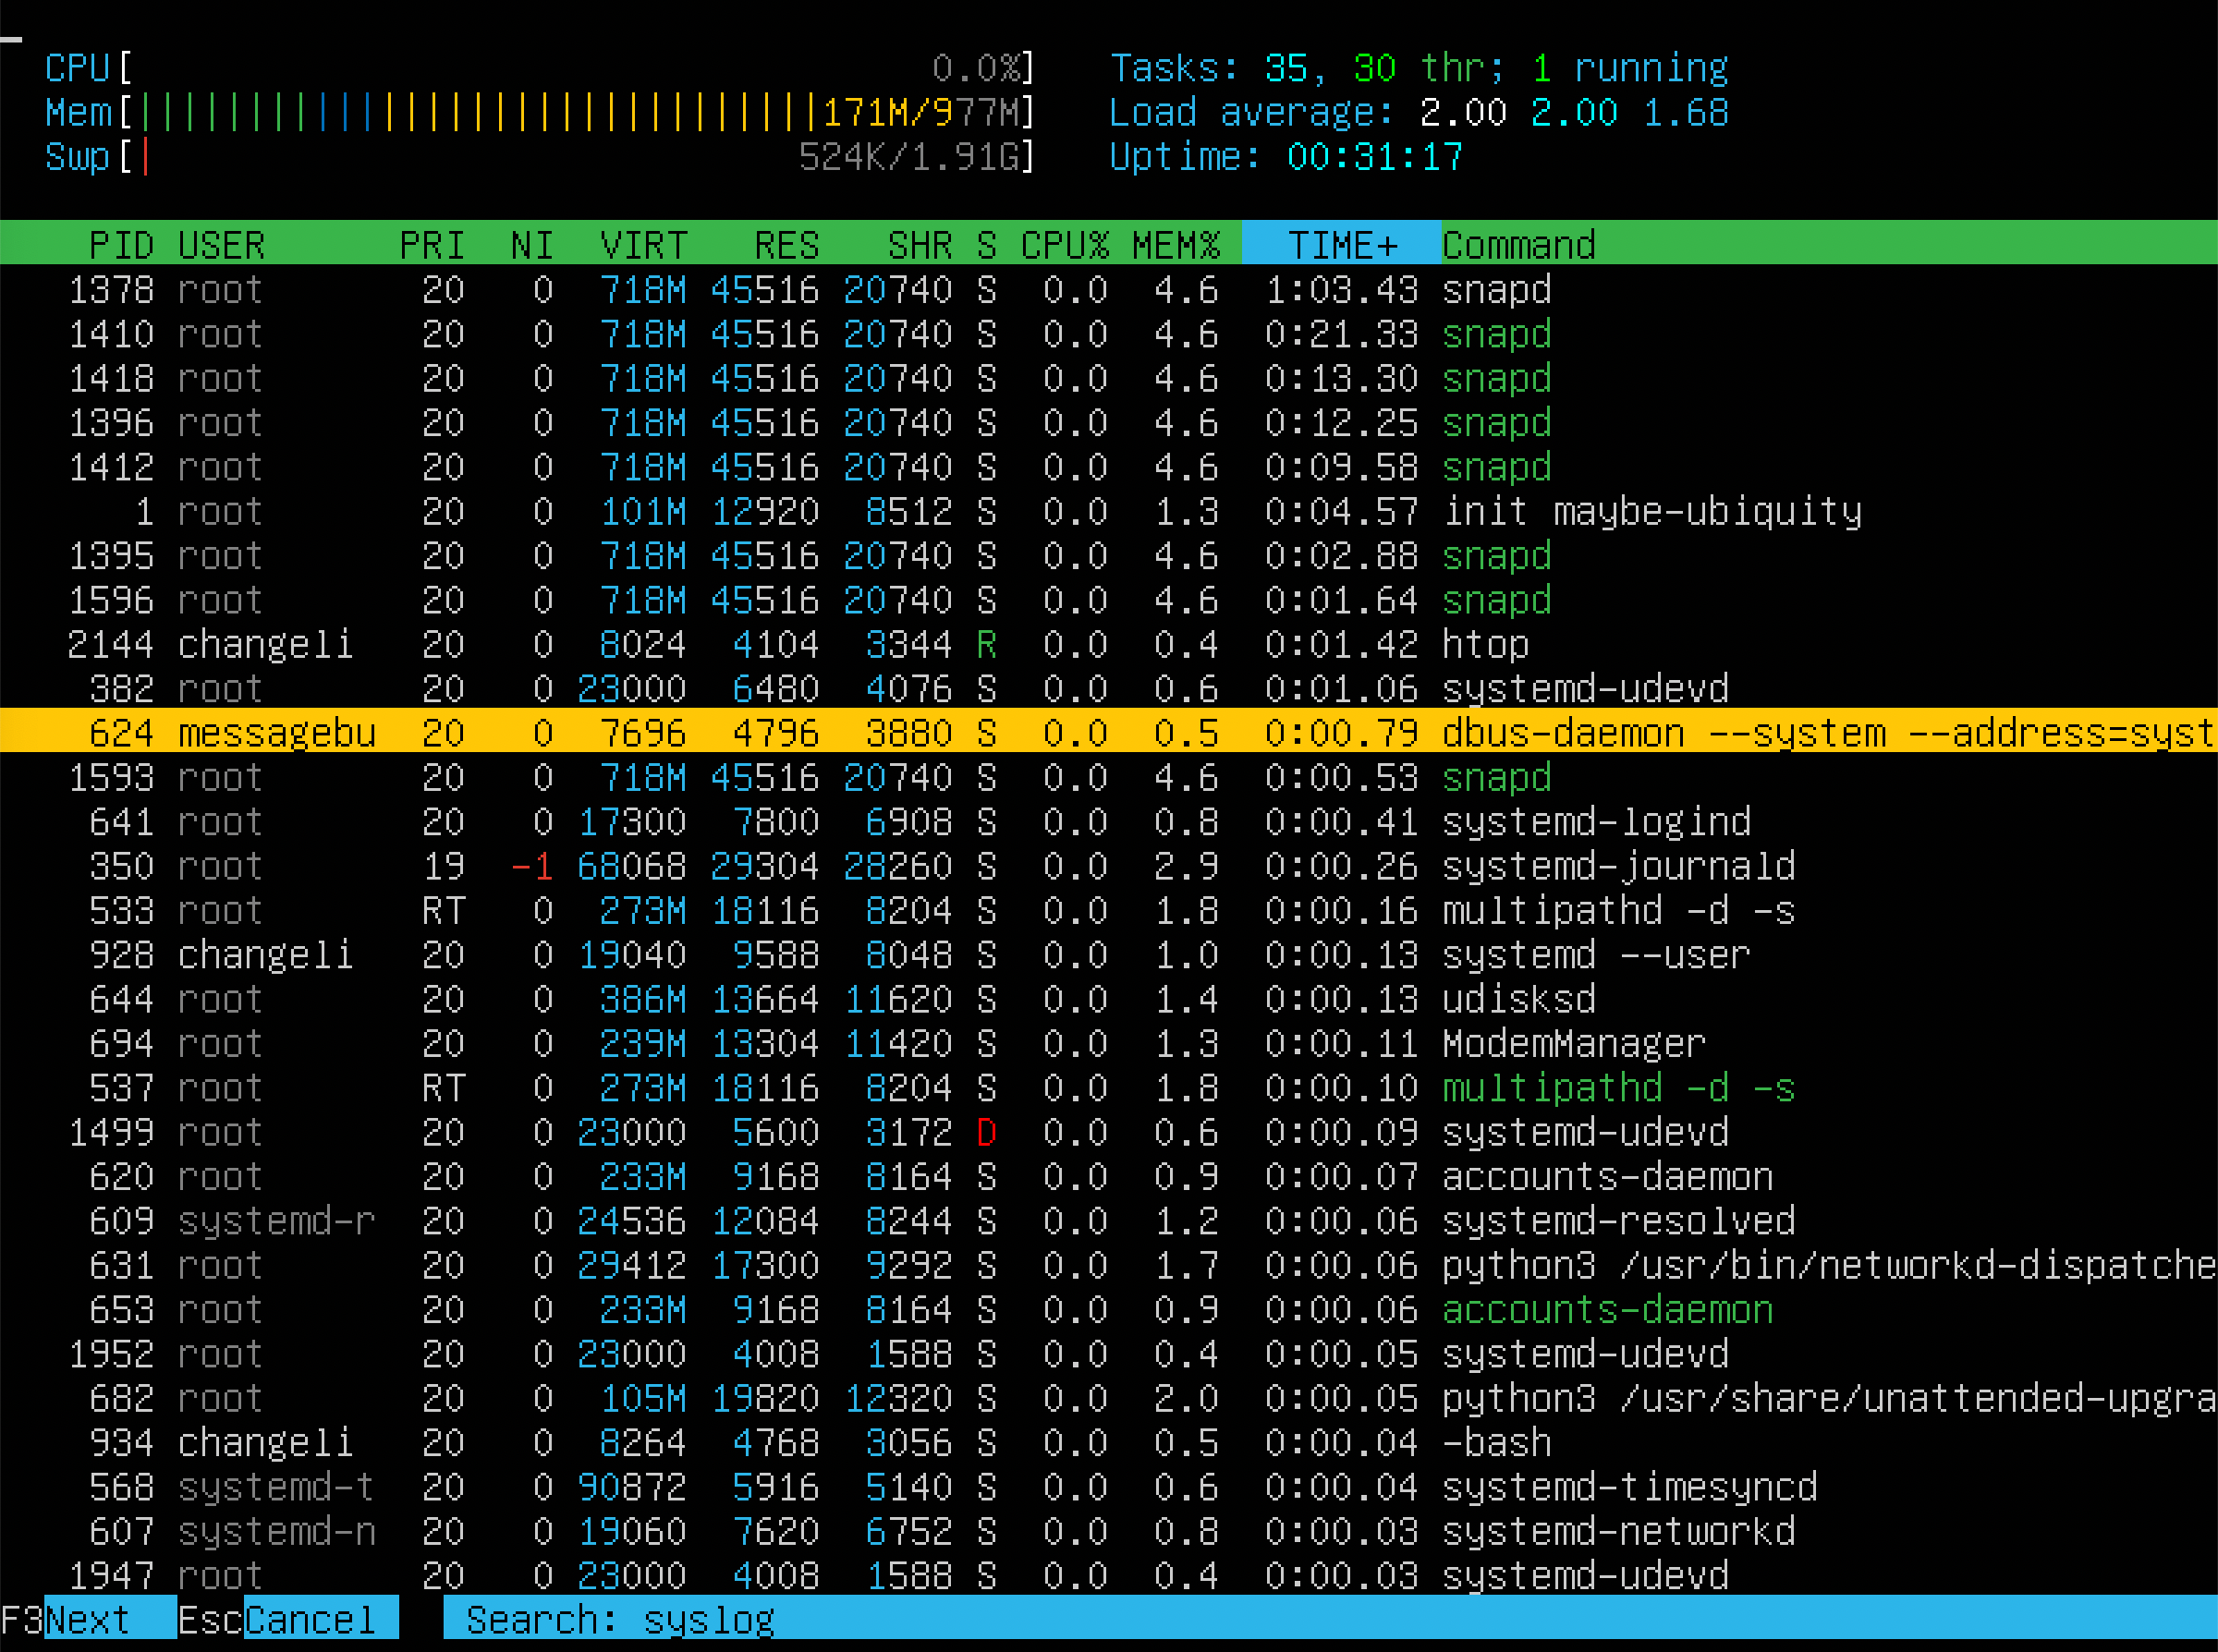 CPU[ 0.0%] Tasks: 35, 30 thr; 1 running
Mem[||||||||||||||||||||||||||||||||171M/977M] Load average: 2.00 2.00 1.68
Swp[| 524K/1.91G] Uptime: 00:31:17
PID USER PRI NI VIRT RES SHR S CPU% MEM% TIME+ Command
1378 root 20 0 718M 45516 20740 S 0.0 4.6 1:03.43 snapd
1410 root 20 0 718M 45516 20740 S 0.0 4.6 0:21.33 snapd
1418 root 20 0 718M 45516 20740 S 0.0 4.6 0:13.30 snapd
1396 root 20 0 718M 45516 20740 S 0.0 4.6 0:12.25 snapd
1412 root 20 0 718M 45516 20740 S 0.0 4.6 0:09.58 snapd
1 root 20 0 101M 12920 8512 S 0.0 1.3 0:04.57 init maybe-ubiquity
1395 root 20 0 718M 45516 20740 S 0.0 4.6 0:02.88 snapd
1596 root 20 0 718M 45516 20740 S 0.0 4.6 0:01.64 snapd
2144 changeli 20 0 8024 4104 3344 R 0.0 0.4 0:01.42 htop
382 root 20 0 23000 6480 4076 S 0.0 0.6 0:01.06 systemd-udevd
624 messagebu 20 0 7696 4796 3880 S 0.0 0.5 0:00.79 dbus-daemon --system --address=syst
1593 root 20 0 718M 45516 20740 S 0.0 4.6 0:00.53 snapd
641 root 20 0 17300 7800 6908 S 0.0 0.8 0:00.41 systemd-logind
350 root 19 -1 68068 29304 28260 S 0.0 2.9 0:00.26 systemd-journald
533 root RT 0 273M 18116 8204 S 0.0 1.8 0:00.16 multipathd -d -s
928 changeli 20 0 19040 9588 8048 S 0.0 1.0 0:00.13 systemd --user
644 root 20 0 386M 13664 11620 S 0.0 1.4 0:00.13 udisksd
694 root 20 0 239M 13304 11420 S 0.0 1.3 0:00.11 ModemManager
537 root RT 0 273M 18116 8204 S 0.0 1.8 0:00.10 multipathd -d -s
1499 root 20 0 23000 5600 3172 D 0.0 0.6 0:00.09 systemd-udevd
620 root 20 0 233M 9168 8164 S 0.0 0.9 0:00.07 accounts-daemon
609 systemd-r 20 0 24536 12084 8244 S 0.0 1.2 0:00.06 systemd-resolved
631 root 20 0 29412 17300 9292 S 0.0 1.7 0:00.06 python3 /usr/bin/networkd-dispatche
653 root 20 0 233M 9168 8164 S 0.0 0.9 0:00.06 accounts-daemon
1952 root 20 0 23000 4008 1588 S 0.0 0.4 0:00.05 systemd-udevd
682 root 20 0 105M 19820 12320 S 0.0 2.0 0:00.05 python3 /usr/share/unattended-upgra
934 changeli 20 0 8264 4768 3056 S 0.0 0.5 0:00.04 -bash
568 systemd-t 20 0 90872 5916 5140 S 0.0 0.6 0:00.04 systemd-timesyncd
607 systemd-n 20 0 19060 7620 6752 S 0.0 0.8 0:00.03 systemd-networkd
1947 root 20 0 23000 4008 1588 S 0.0 0.4 0:00.03 systemd-udevd
F3Next EscCancel Search: syslog